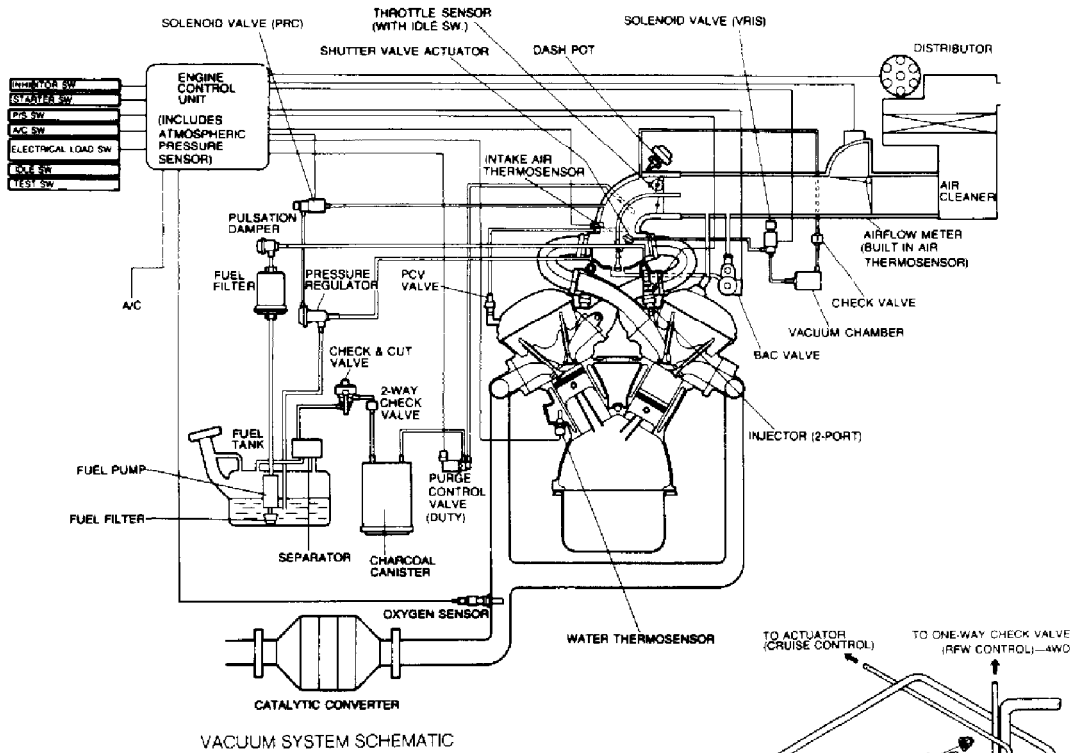 SOLENOID VALVE (PRC)
THROTTLE SENSOR
(WITH IDLE SW.)
SHUTTER VALVE ACTUATOR
DASH POT
SOLENOID VALVE (VRIS)
DISTRIBUTOR
INHIBITOR SW
STARTER SW
P/S SW
A/C SW
ELECTRICAL LOAD SW
IDLE SW
TEST SW
ENGINE
CONTROL
UNIT
(INCLUDES
ATMOSPHERIC
PRESSURE
SENSOR)
INTAKE AIR
THERMOSENSOR
AIR
CLEANER
AIRFLOW METER
(BUILT IN AIR
THERMOSENSOR)
PULSATION
DAMPER
FUEL
FILTER
PRESSURE
REGULATOR
PCV
VALVE
A/C
CHECK VALVE
VACUUM CHAMBER
BAC VALVE
CHECK & CUT
VALVE
2-WAY
CHECK
VALVE
FUEL
TANK
INJECTOR (2-PORT)
FUEL PUMP
FUEL FILTER
PURGE
CONTROL
VALVE
(DUTY)
SEPARATOR
CHARCOAL
CANISTER
OXYGEN SENSOR
WATER THERMOSENSOR
TO ACTUATOR
(CRUISE CONTROL)
TO ONE-WAY CHECK VALVE
(RFW CONTROL)—4WD
CATALYTIC CONVERTER
VACUUM SYSTEM SCHEMATIC